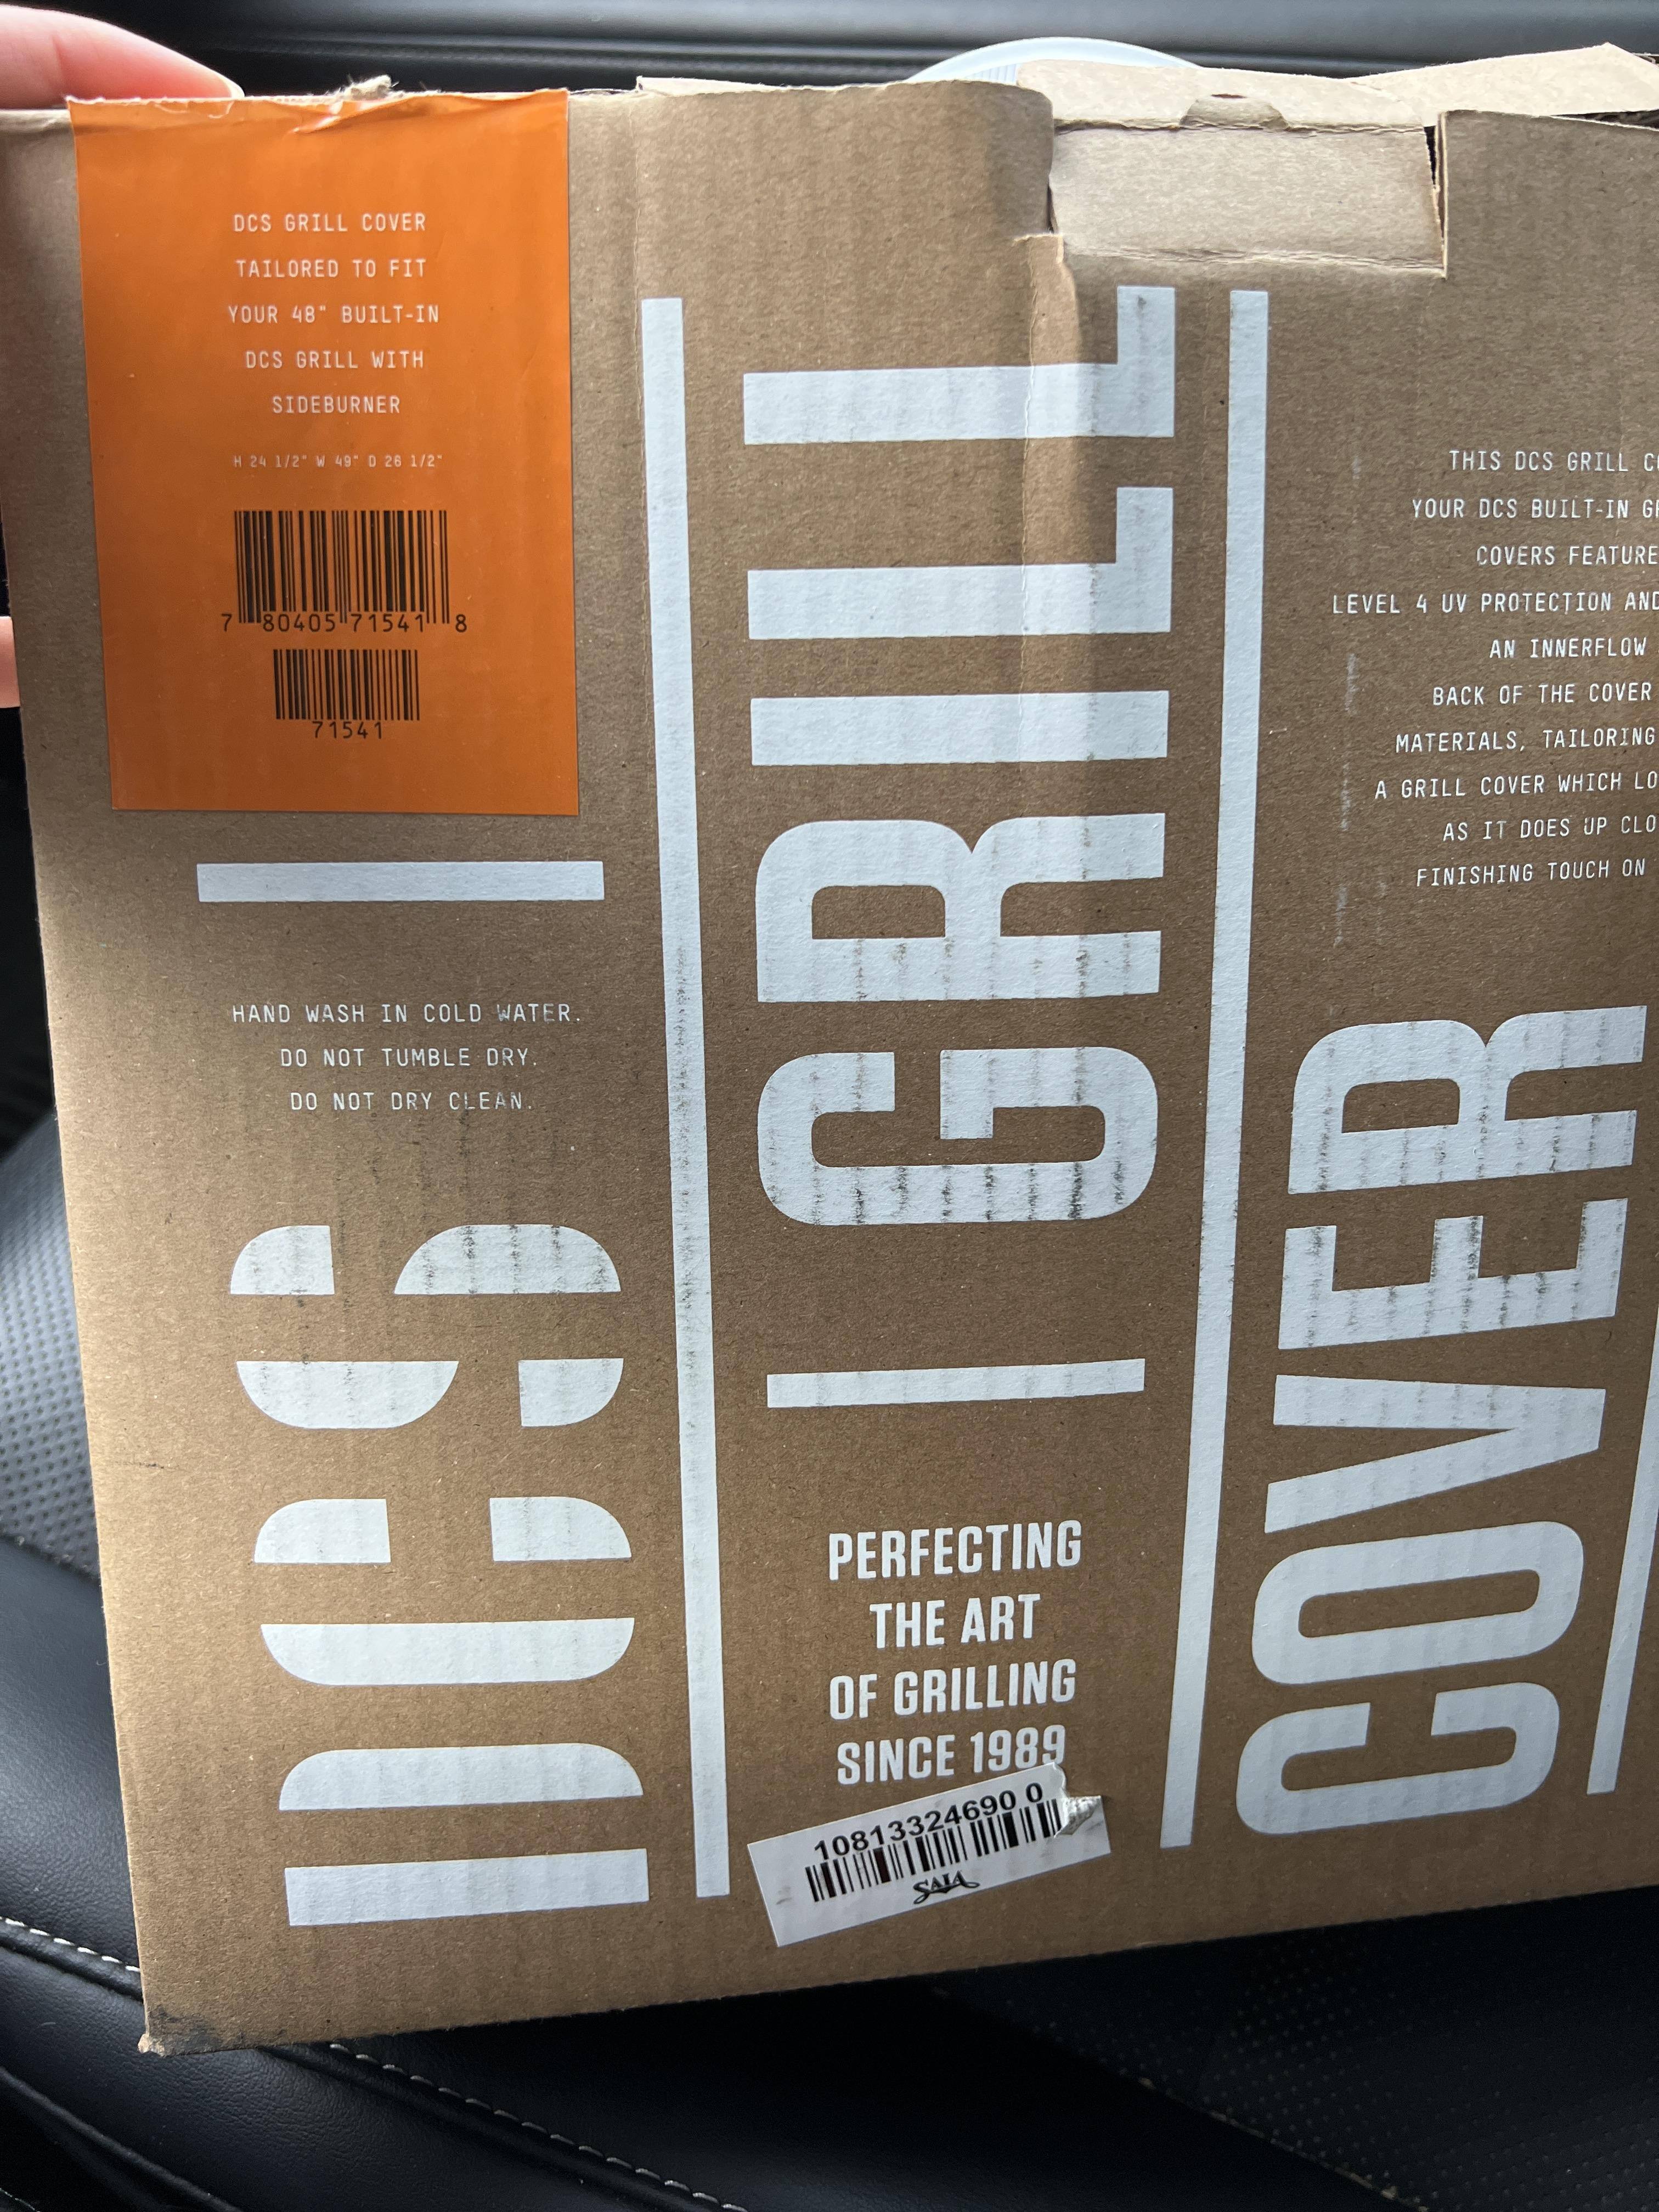 DCS GRILL COVER
TAILORED TO FIT
YOUR 48" BUILT-IN
DCS GRILL WITH
SIDEBURNER
H 24 1/2" W 49" D 26 1/2"
7 80405 71541 8
71541
HAND WASH IN COLD WATER.
DO NOT TUMBLE DRY.
DO NOT DRY CLEAN.
DCS
GRILL
PERFECTING
THE ART
OF GRILLING
SINCE 1989
10813324690 0
SAIA
THIS DCS GRILL
YOUR DCS BUILT-IN
COVERS FEATURE
LEVEL 4 UV PROTECTION AND
AN INNERFLOW
BACK OF THE COVER
MATERIALS, TAILORING
A GRILL COVER WHICH
AS IT DOES UP
FINISHING TOUCH ON
COVER